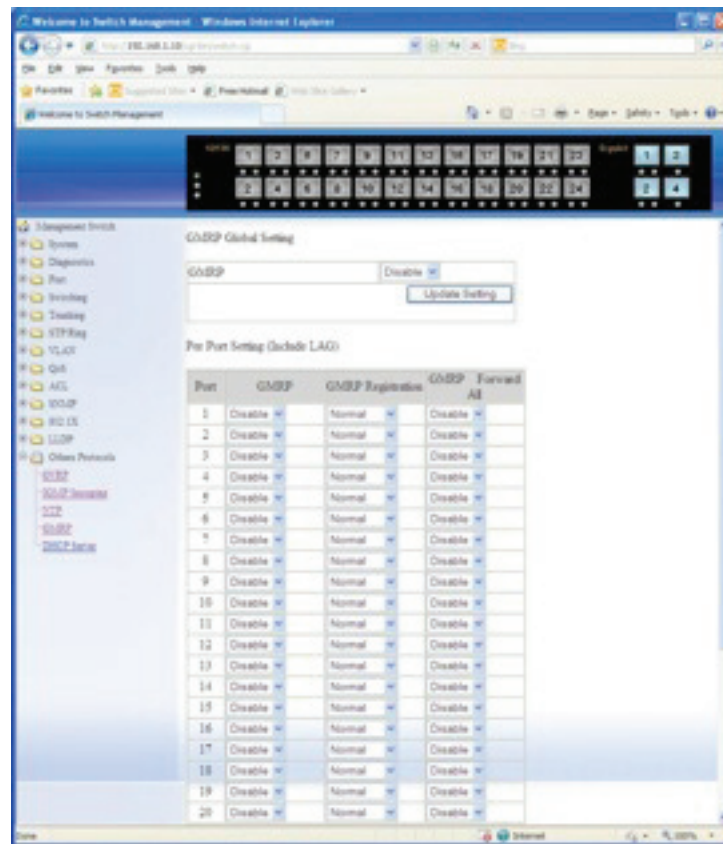 Welcome to Switch Management - Windows Internet Explorer
File Edit View Favorites Tools Help
Favorites Free Hotmail
Welcome to Switch Management
Page Safety Tools
1 3 5 7 9 11 13 15 17 19 21 23 1 3
2 4 6 8 10 12 14 16 18 20 22 24 2 4
Management Switch
System
Diagnostics
Port
Switching
Trunking
STP/Ring
VLAN
QoS
ACL
SNMP
802.1X
LLDP
Others Protocols
GVRP
IGMP Snooping
NTP
GMRP
DHCP Server
GMRP Global Setting
GMRP Disable
Update Setting
Per Port Setting (Include LAG)
Port GMRP GMRP Registration GMRP Forward All
1 Disable Normal Disable
2 Disable Normal Disable
3 Disable Normal Disable
4 Disable Normal Disable
5 Disable Normal Disable
6 Disable Normal Disable
7 Disable Normal Disable
8 Disable Normal Disable
9 Disable Normal Disable
10 Disable Normal Disable
11 Disable Normal Disable
12 Disable Normal Disable
13 Disable Normal Disable
14 Disable Normal Disable
15 Disable Normal Disable
16 Disable Normal Disable
17 Disable Normal Disable
18 Disable Normal Disable
19 Disable Normal Disable
20 Disable Normal Disable
Done Internet 100%